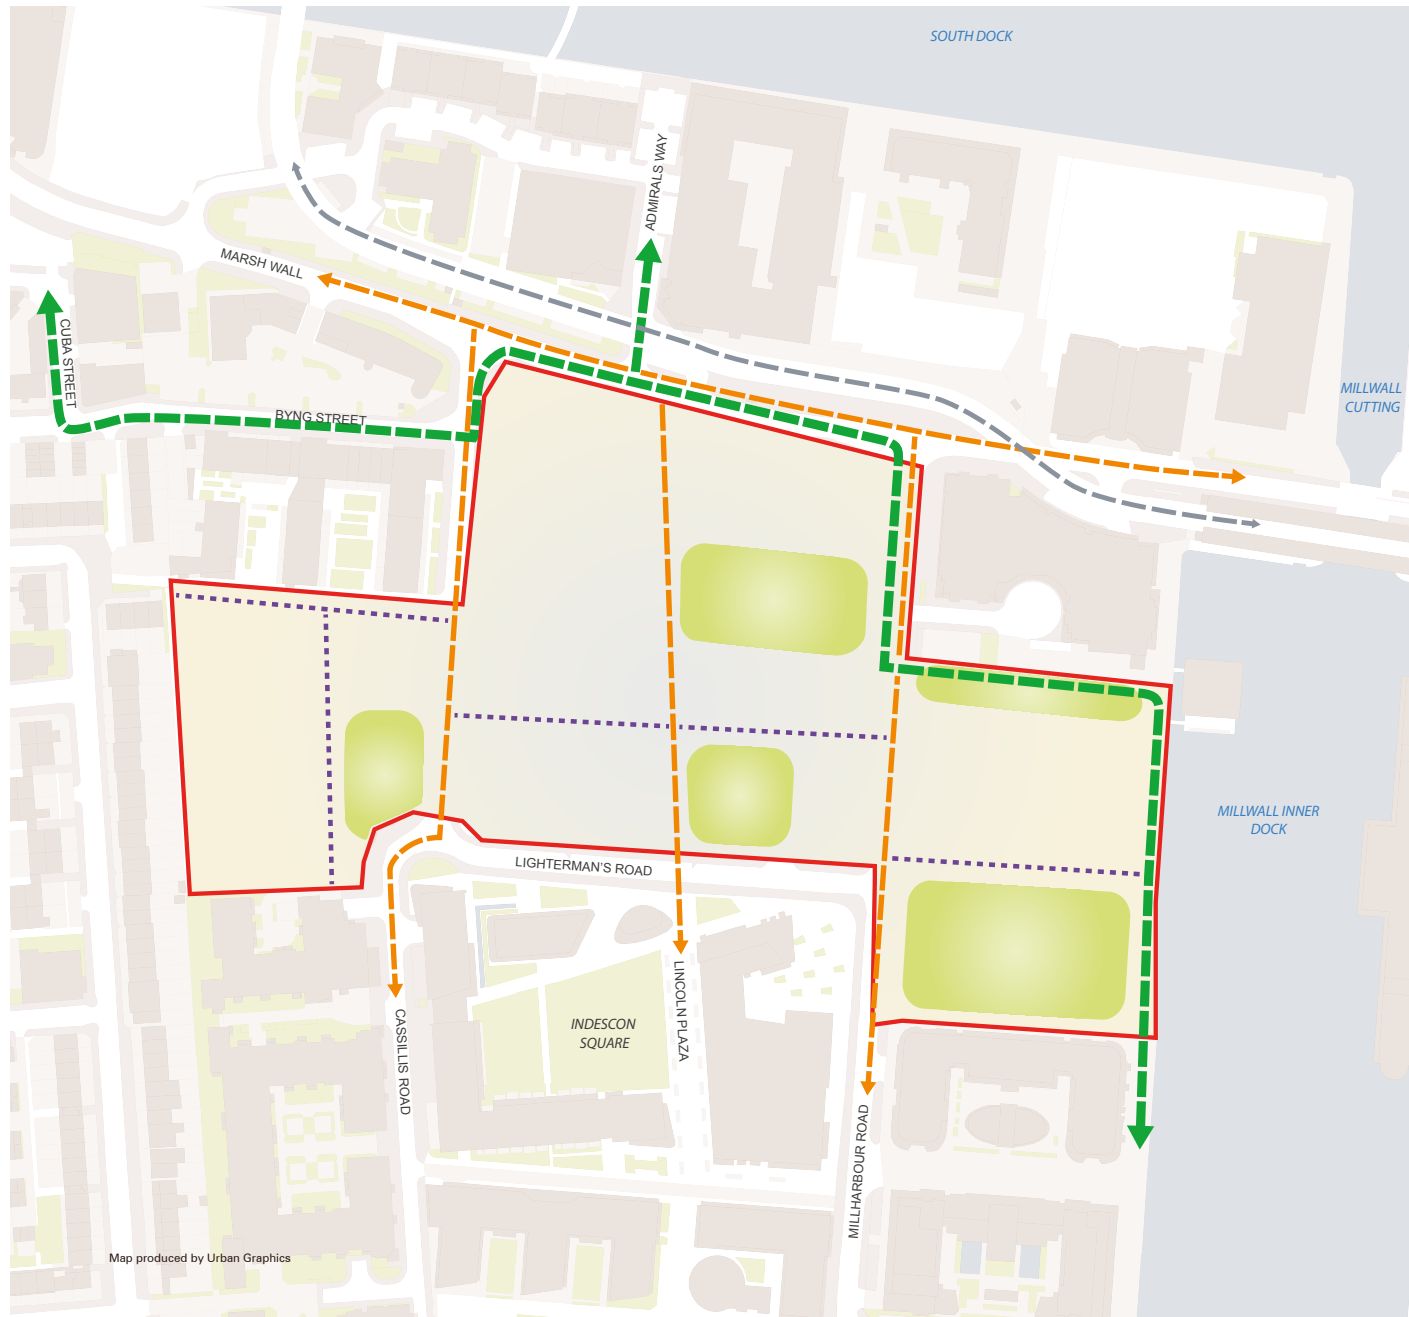 SOUTH DOCK
ADMIRALS WAY
MARSH WALL
CUBA STREET
BYNG STREET
MILLWALL
CUTTING
MILLWALL INNER
DOCK
LIGHTERMAN'S ROAD
INDESCON
SQUARE
LINCOLN PLAZA
CASSILLIS ROAD
MILLHARBOUR ROAD
Map produced by Urban Graphics